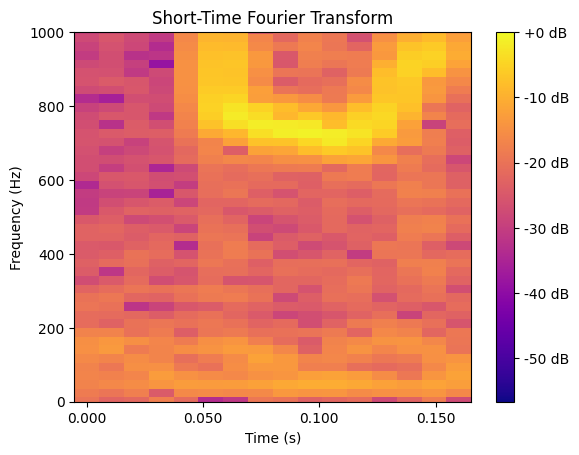 Short-Time Fourier Transform
1000
800
600
400
200
0
Frequency (Hz)
0.000
0.050
0.100
0.150
Time (s)
+0 dB
-10 dB
-20 dB
-30 dB
-40 dB
-50 dB